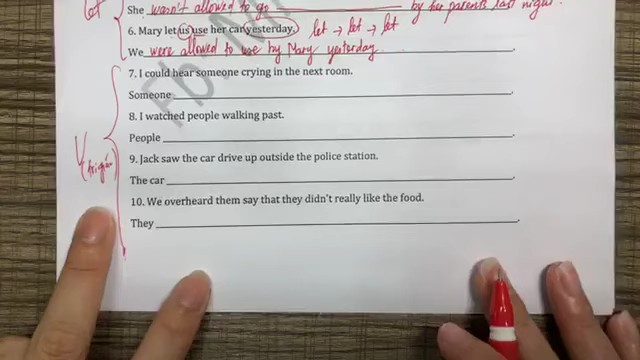 let She wasn't allowed to go by her parents last night.
6. Mary let us use her car yesterday. let → let → let
We were allowed to use by Mary yesterday.
7. I could hear someone crying in the next room.
Someone
8. I watched people walking past.
People
9. Jack saw the car drive up outside the police station.
The car
10. We overheard them say that they didn't really like the food.
They